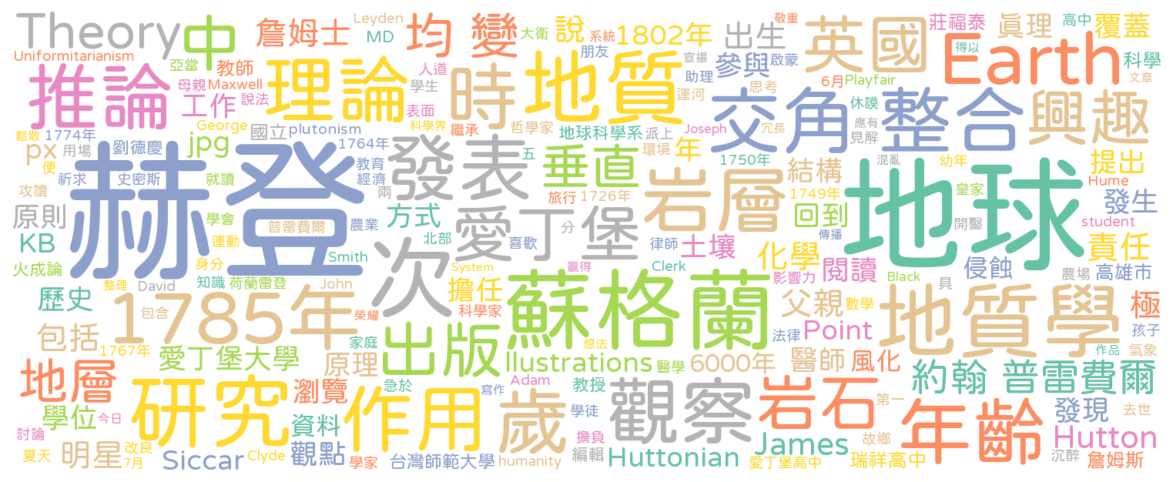 Theory 中 詹姆士 Leyden MD 大衛 系統 均變 說 1802年 出生 敬重 英國 莊福泰 眞理 高中 覆蓋
Uniformitarianism 亞當 教師 朋友 宣揚 參與 啟蒙 Earth 得以 科學
推論 母親 Maxwell 理論 人道 學生 時 地質 助理 運河 思考 6月 Playfair 文章
工作 說法 表面 哲學家 交角 休謨 整合 應有 見解 興趣
鬆散 1774年 George 國立 plutonism 科學界 繼承 地球科學系 派上 Joseph 冗長
px 用場 便 劉德慶 jpg 1764年 發表 五 垂直 環境 年 1750年 結構 混亂 幼年 提出
攻讀 祈求 史密斯 就讀 教育 經濟 兩 旅行 1726年 岩層 1749年 皇家 Hume
赫登 原則 學會 普雷費爾 農業 方式 愛丁堡 分 回到 地球 開鑿 發生 student
KB 運動 北部 次 喜歡 律師 土壤 化學 傳播 責任
火成論 身分 Smith System 贏得 Clerk 閱讀 影響力 Black 侵蝕 農場 高雄市
整理 David 知識 荷蘭雷登 John 擔任 科學家 蘇格蘭 父親 數學 具 極
歷史 1785年 榮耀 地質學
包括 包含 家庭 出版 想法 法律 Point 孩子
1767年 愛丁堡大學 原理 Illustrations 醫學 6000年 醫師 風化 作品 氣象
地層 研究 瀏覽 急於 寫作 Adam 教授 觀察 岩石 約翰 普雷費爾
學位 資料 作用 歲 學徒 第一 年齡 發現 去世
討論 今日 改良 James 故鄉 Hutton
夏天 明星 7月 Siccar Clyde 觀點 學家 台灣師範大學 humanity 擔負 編輯 Huttonian 愛丁堡高中 瑞祥高中 沉醉 詹姆斯